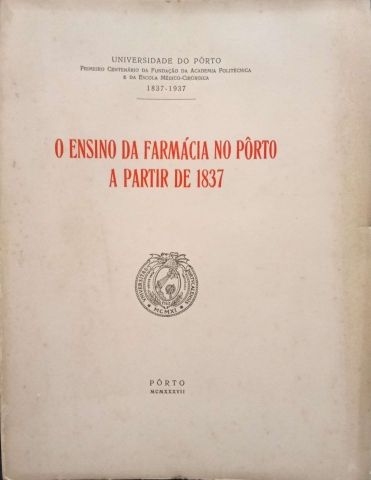 UNIVERSIDADE DO PÔRTO
PRIMEIRO CENTENÁRIO DA FUNDAÇÃO DA ACADEMIA POLITÉCNICA
E DA ESCOLA MÉDICO-CIRÚRGICA
1837-1937
O ENSINO DA FARMÁCIA NO PÔRTO
A PARTIR DE 1837
MCMXI
PÔRTO
MCMXXXVII